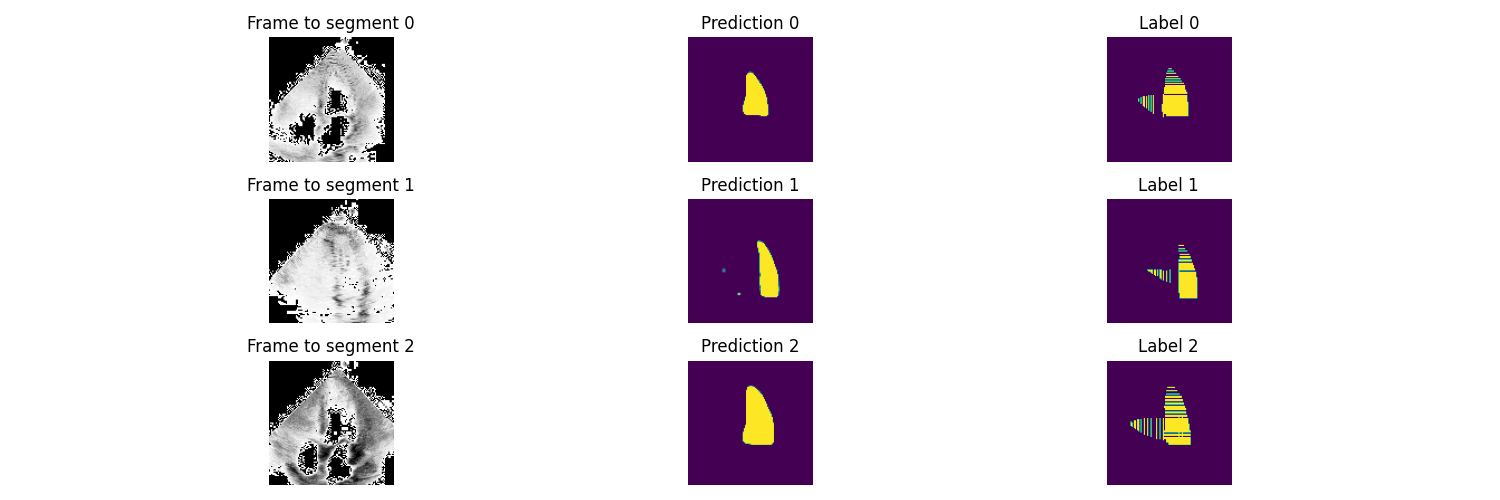 Frame to segment 0
Prediction 0
Label 0
Frame to segment 1
Prediction 1
Label 1
Frame to segment 2
Prediction 2
Label 2